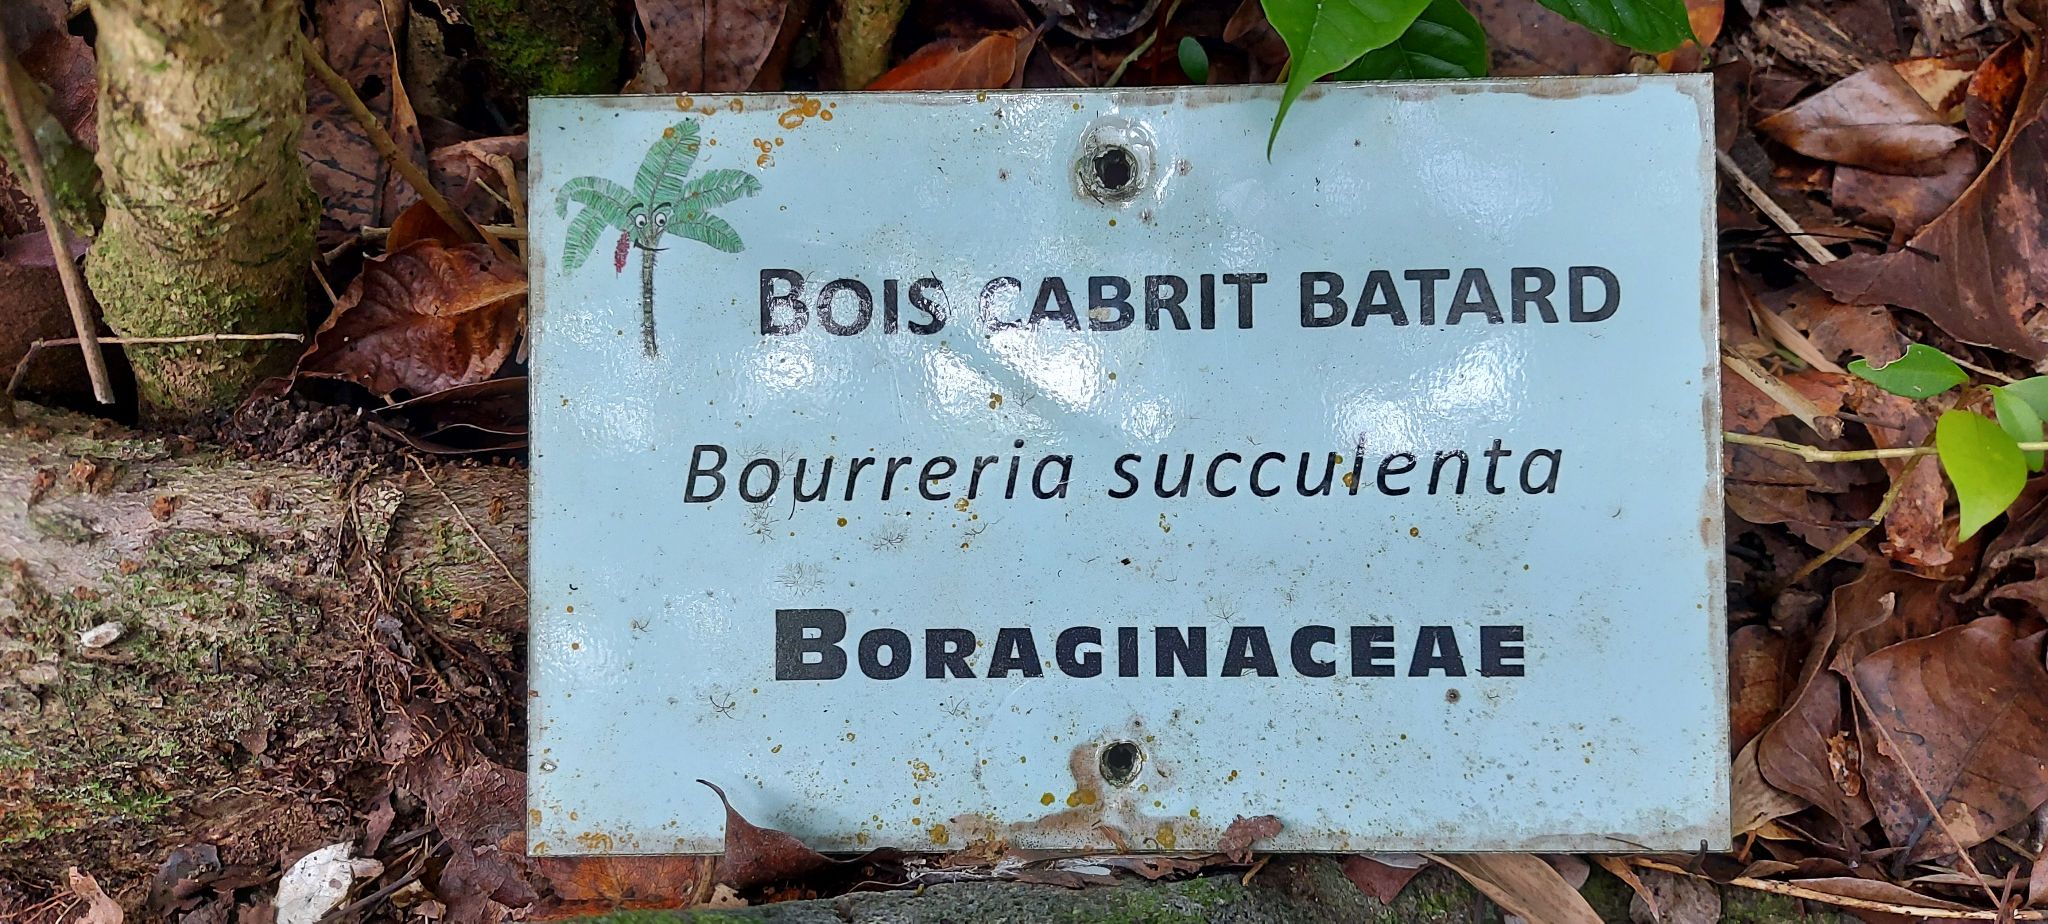 BOIS CABRIT BATARD
Bourreria succulenta
BORAGINACEAE